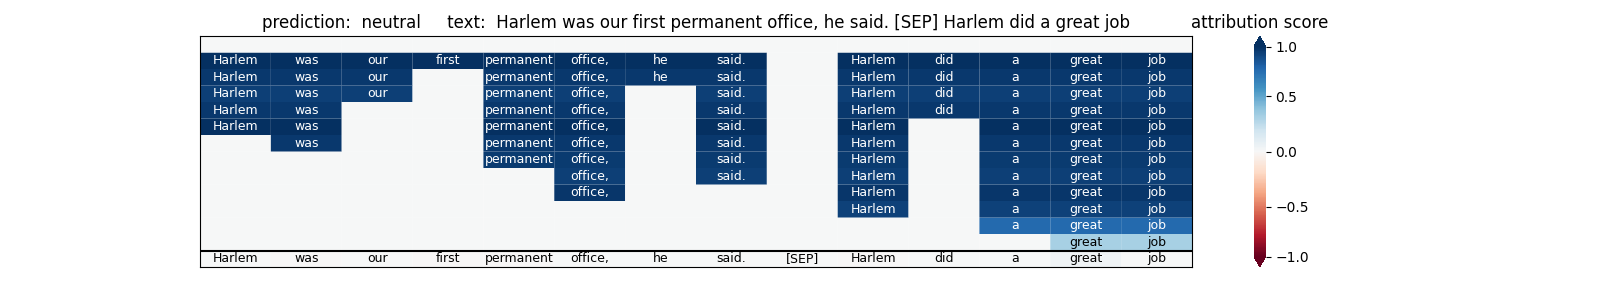 prediction:  neutral     text:  Harlem was our first permanent office, he said. [SEP] Harlem did a great job     attribution score
Harlem was our first permanent office, he said. Harlem did a great job 1.0
Harlem was permanent office, he said. Harlem did a great job
Harlem was our permanent office, said. Harlem did a great job 0.5
Harlem was permanent office, said. Harlem did a great job
Harlem was permanent office, said. Harlem a great job
was permanent office, said. Harlem a great job 0.0
permanent office, said. Harlem a great job
office, said. Harlem a great job
office, Harlem a great job
Harlem a great job −0.5
a great job
great job
Harlem was our first permanent office, he said. [SEP] Harlem did a great job −1.0